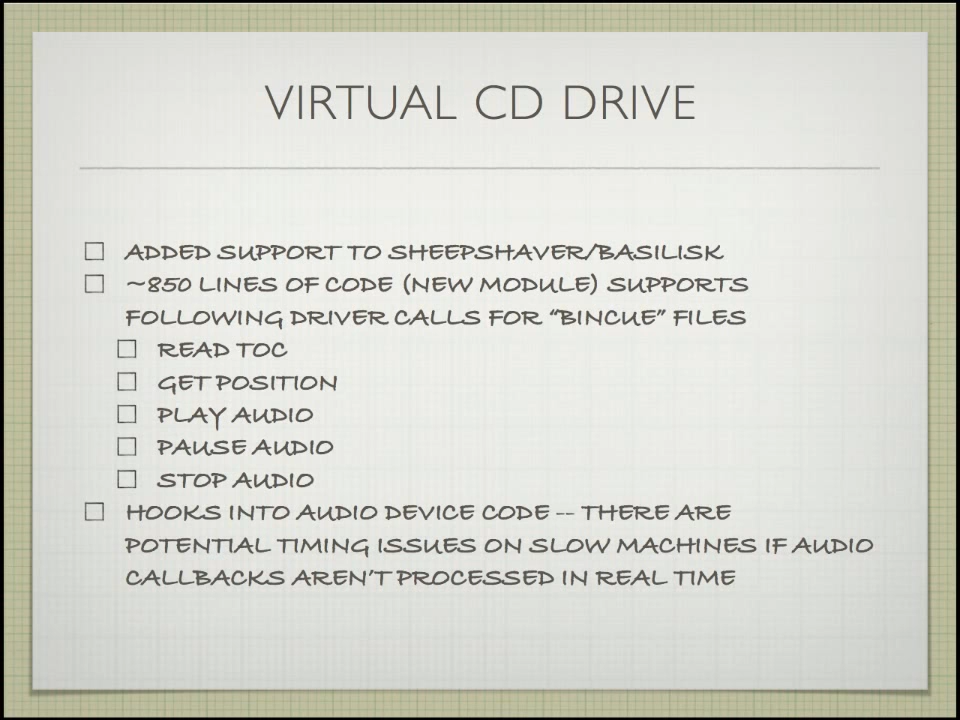 VIRTUAL CD DRIVE
ADDED SUPPORT TO SHEEPSHAVER/BASILISK
~850 LINES OF CODE (NEW MODULE) SUPPORTS
FOLLOWING DRIVER CALLS FOR “BINCUE” FILES
READ TOC
GET POSITION
PLAY AUDIO
PAUSE AUDIO
STOP AUDIO
HOOKS INTO AUDIO DEVICE CODE -- THERE ARE
POTENTIAL TIMING ISSUES ON SLOW MACHINES IF AUDIO
CALLBACKS AREN’T PROCESSED IN REAL TIME